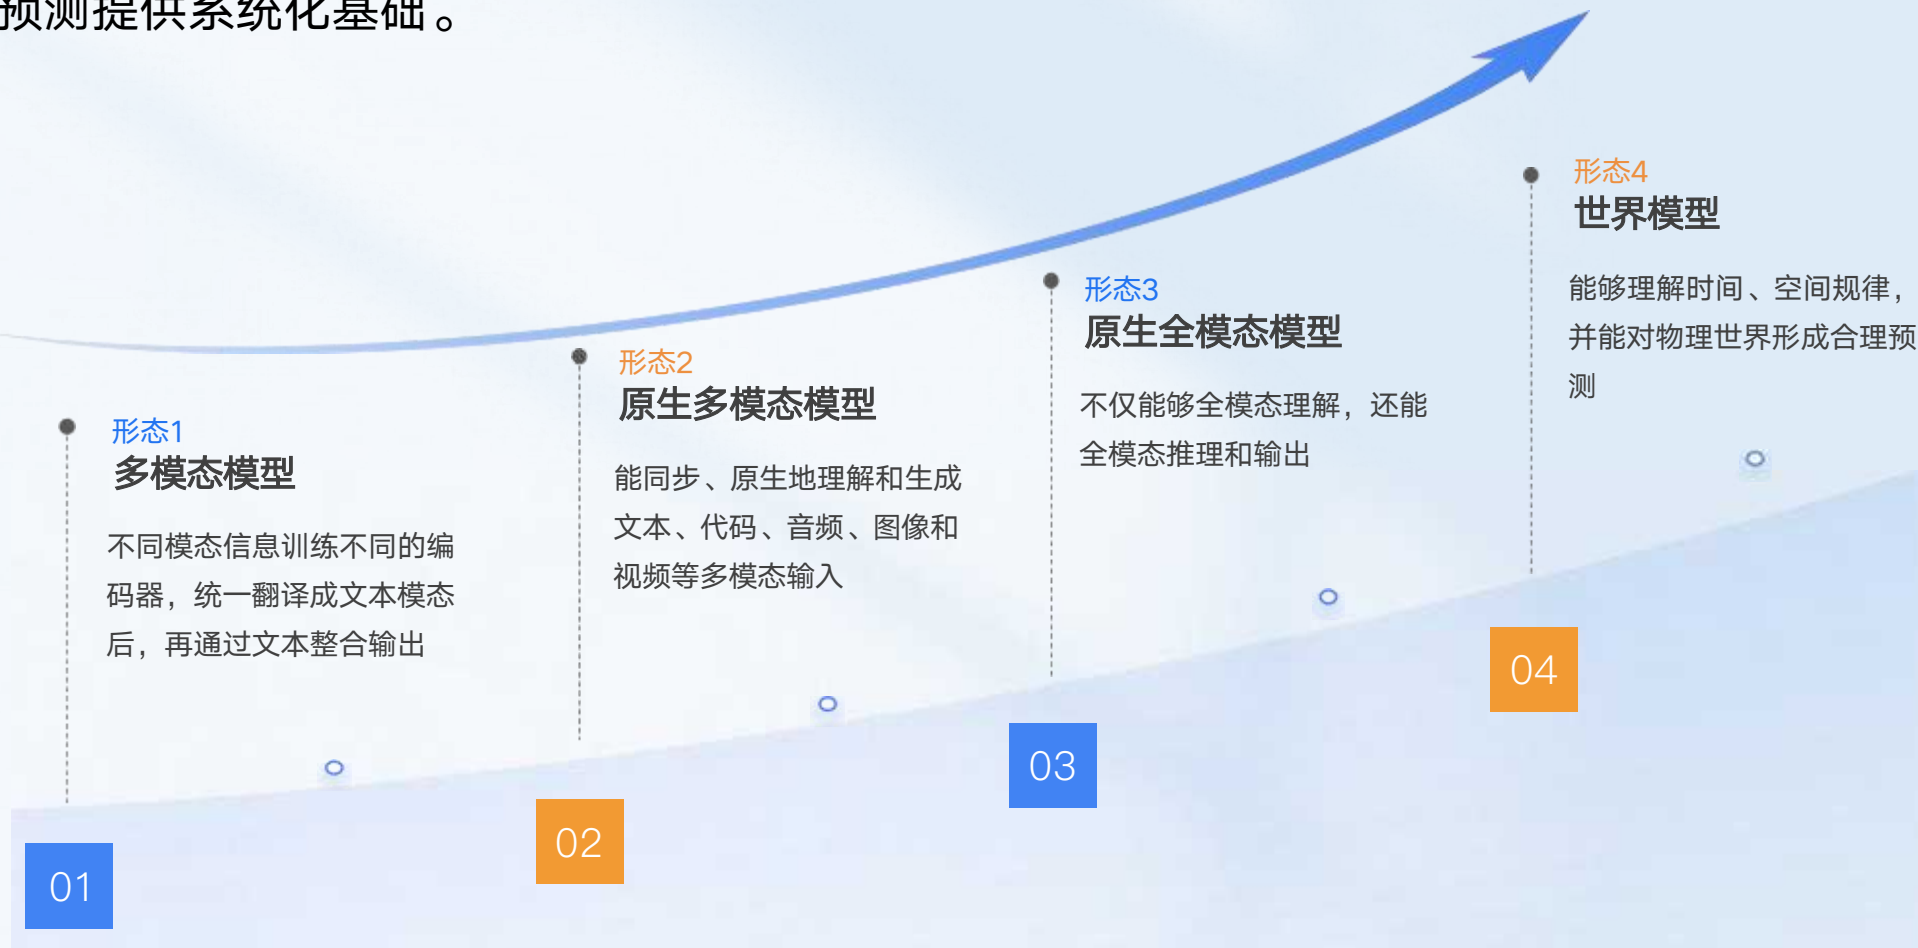 预测提供系统化基础。
形态1
多模态模型
不同模态信息训练不同的编
码器，统一翻译成文本模态
后，再通过文本整合输出
01
形态2
原生多模态模型
能同步、原生地理解和生成
文本、代码、音频、图像和
视频等多模态输入
02
形态3
原生全模态模型
不仅能够全模态理解，还能
全模态推理和输出
03
形态4
世界模型
能够理解时间、空间规律，
并能对物理世界形成合理预
测
04